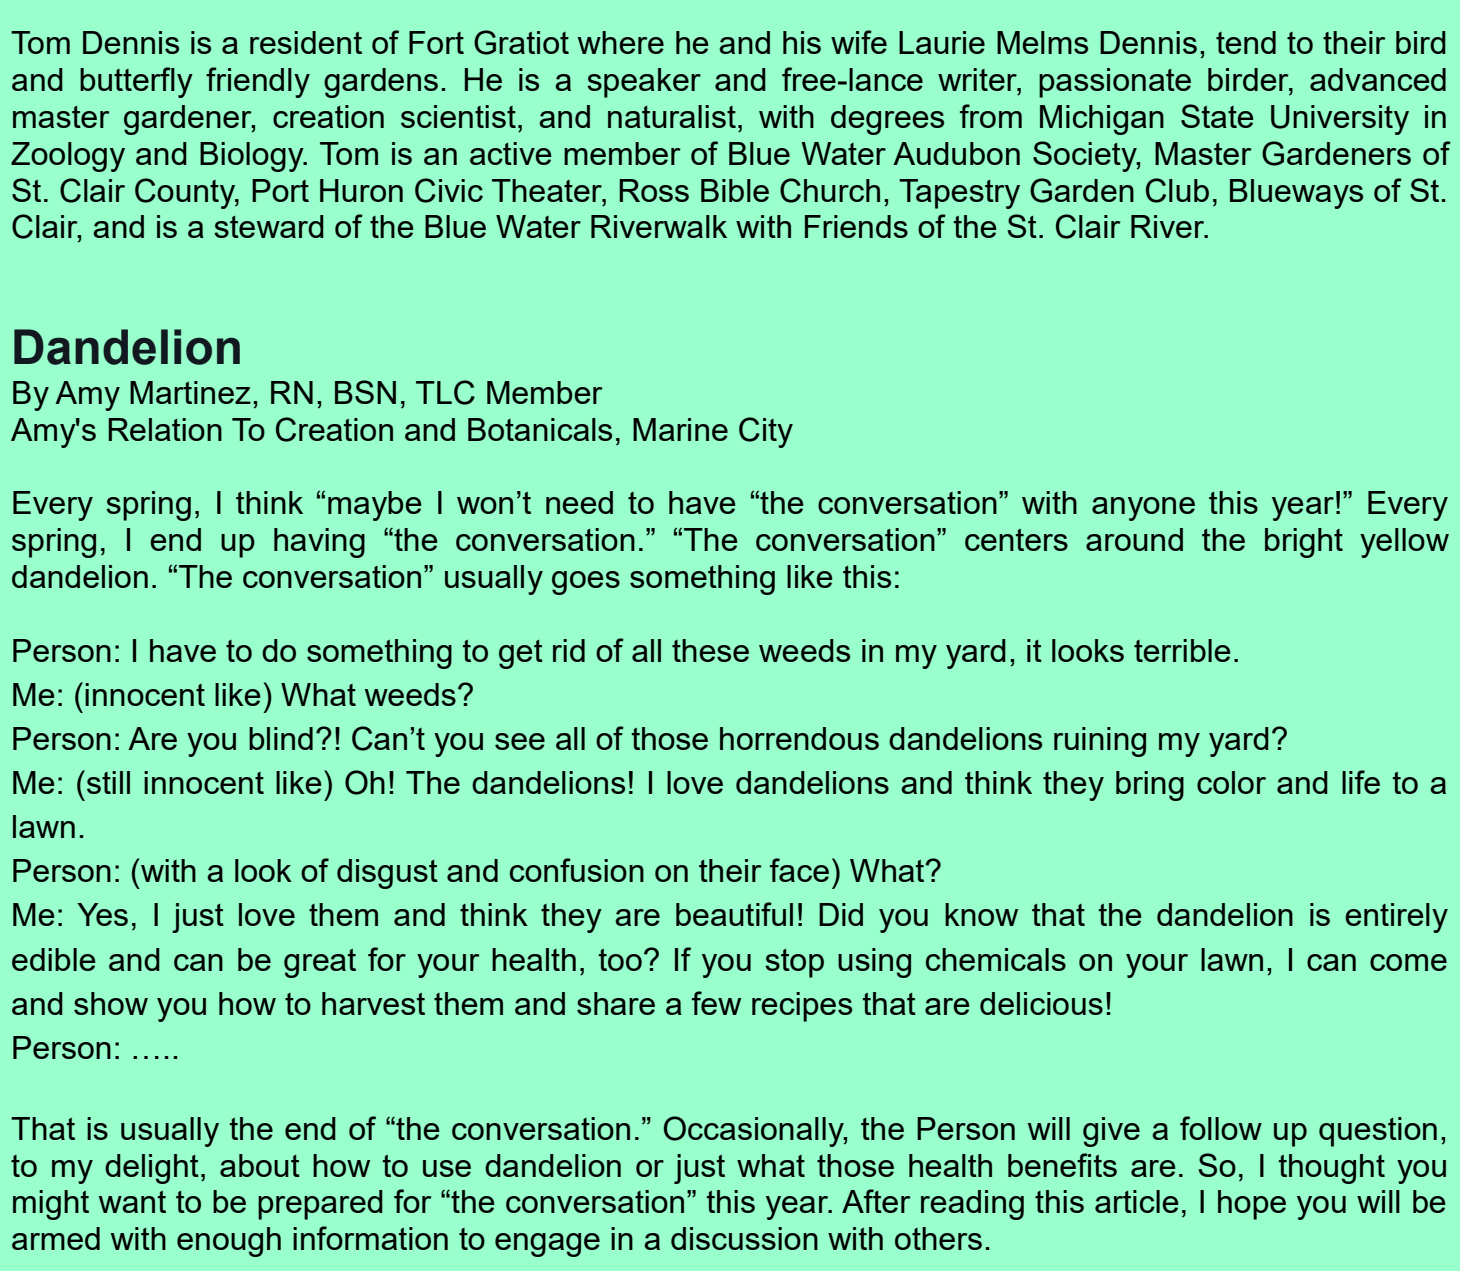 Tom Dennis is a resident of Fort Gratiot where he and his wife Laurie Melms Dennis, tend to their bird
and butterfly friendly gardens. He is a speaker and free-lance writer, passionate birder, advanced
master gardener, creation scientist, and naturalist, with degrees from Michigan State University in
Zoology and Biology. Tom is an active member of Blue Water Audubon Society, Master Gardeners of
St. Clair County, Port Huron Civic Theater, Ross Bible Church, Tapestry Garden Club, Blueways of St.
Clair, and is a steward of the Blue Water Riverwalk with Friends of the St. Clair River.
Dandelion
By Amy Martinez, RN, BSN, TLC Member
Amy's Relation To Creation and Botanicals, Marine City
Every spring, I think “maybe I won’t need to have “the conversation” with anyone this year!” Every
spring, I end up having “the conversation.” “The conversation” centers around the bright yellow
dandelion. “The conversation” usually goes something like this:
Person: I have to do something to get rid of all these weeds in my yard, it looks terrible.
Me: (innocent like) What weeds?
Person: Are you blind?! Can’t you see all of those horrendous dandelions ruining my yard?
Me: (still innocent like) Oh! The dandelions! I love dandelions and think they bring color and life to a
lawn.
Person: (with a look of disgust and confusion on their face) What?
Me: Yes, I just love them and think they are beautiful! Did you know that the dandelion is entirely
edible and can be great for your health, too? If you stop using chemicals on your lawn, I can come
and show you how to harvest them and share a few recipes that are delicious!
Person: …..
That is usually the end of “the conversation.” Occasionally, the Person will give a follow up question,
to my delight, about how to use dandelion or just what those health benefits are. So, I thought you
might want to be prepared for “the conversation” this year. After reading this article, I hope you will be
armed with enough information to engage in a discussion with others.